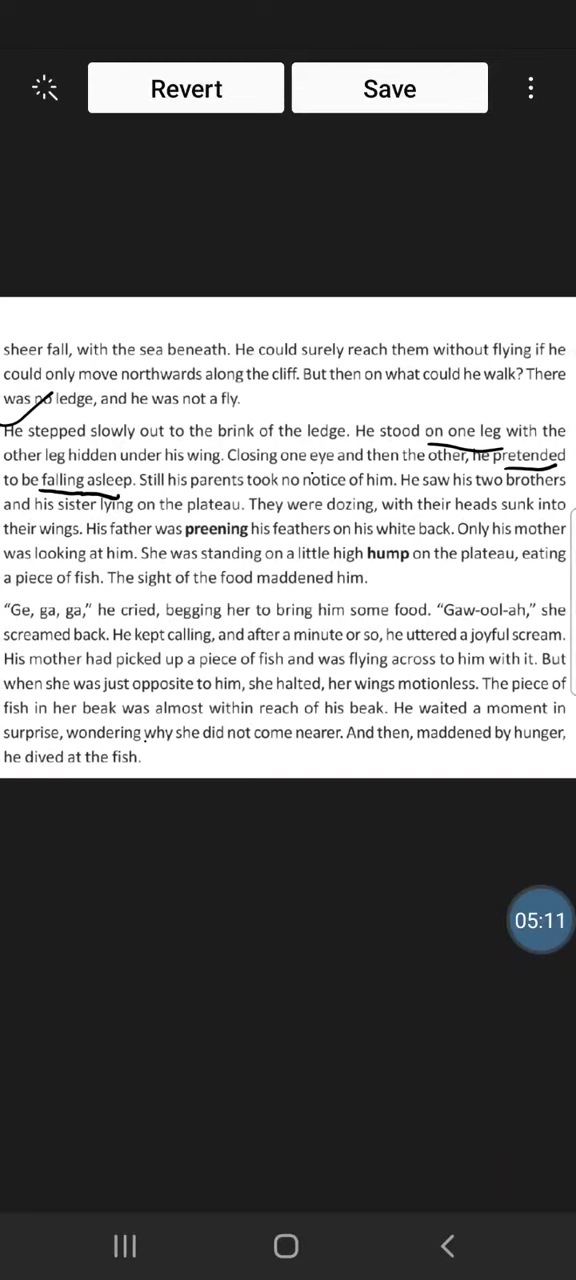 Revert
Save
sheer fall, with the sea beneath. He could surely reach them without flying if he
could only move northwards along the cliff. But then on what could he walk? There
was no ledge, and he was not a fly.
He stepped slowly out to the brink of the ledge. He stood on one leg with the
other leg hidden under his wing. Closing one eye and then the other, he pretended
to be falling asleep. Still his parents took no notice of him. He saw his two brothers
and his sister lying on the plateau. They were dozing, with their heads sunk into
their wings. His father was preening his feathers on his white back. Only his mother
was looking at him. She was standing on a little high hump on the plateau, eating
a piece of fish. The sight of the food maddened him.
“Ge, ga, ga,” he cried, begging her to bring him some food. “Gaw-ool-ah,” she
screamed back. He kept calling, and after a minute or so, he uttered a joyful scream.
His mother had picked up a piece of fish and was flying across to him with it. But
when she was just opposite to him, she halted, her wings motionless. The piece of
fish in her beak was almost within reach of his beak. He waited a moment in
surprise, wondering why she did not come nearer. And then, maddened by hunger,
he dived at the fish.
05:11